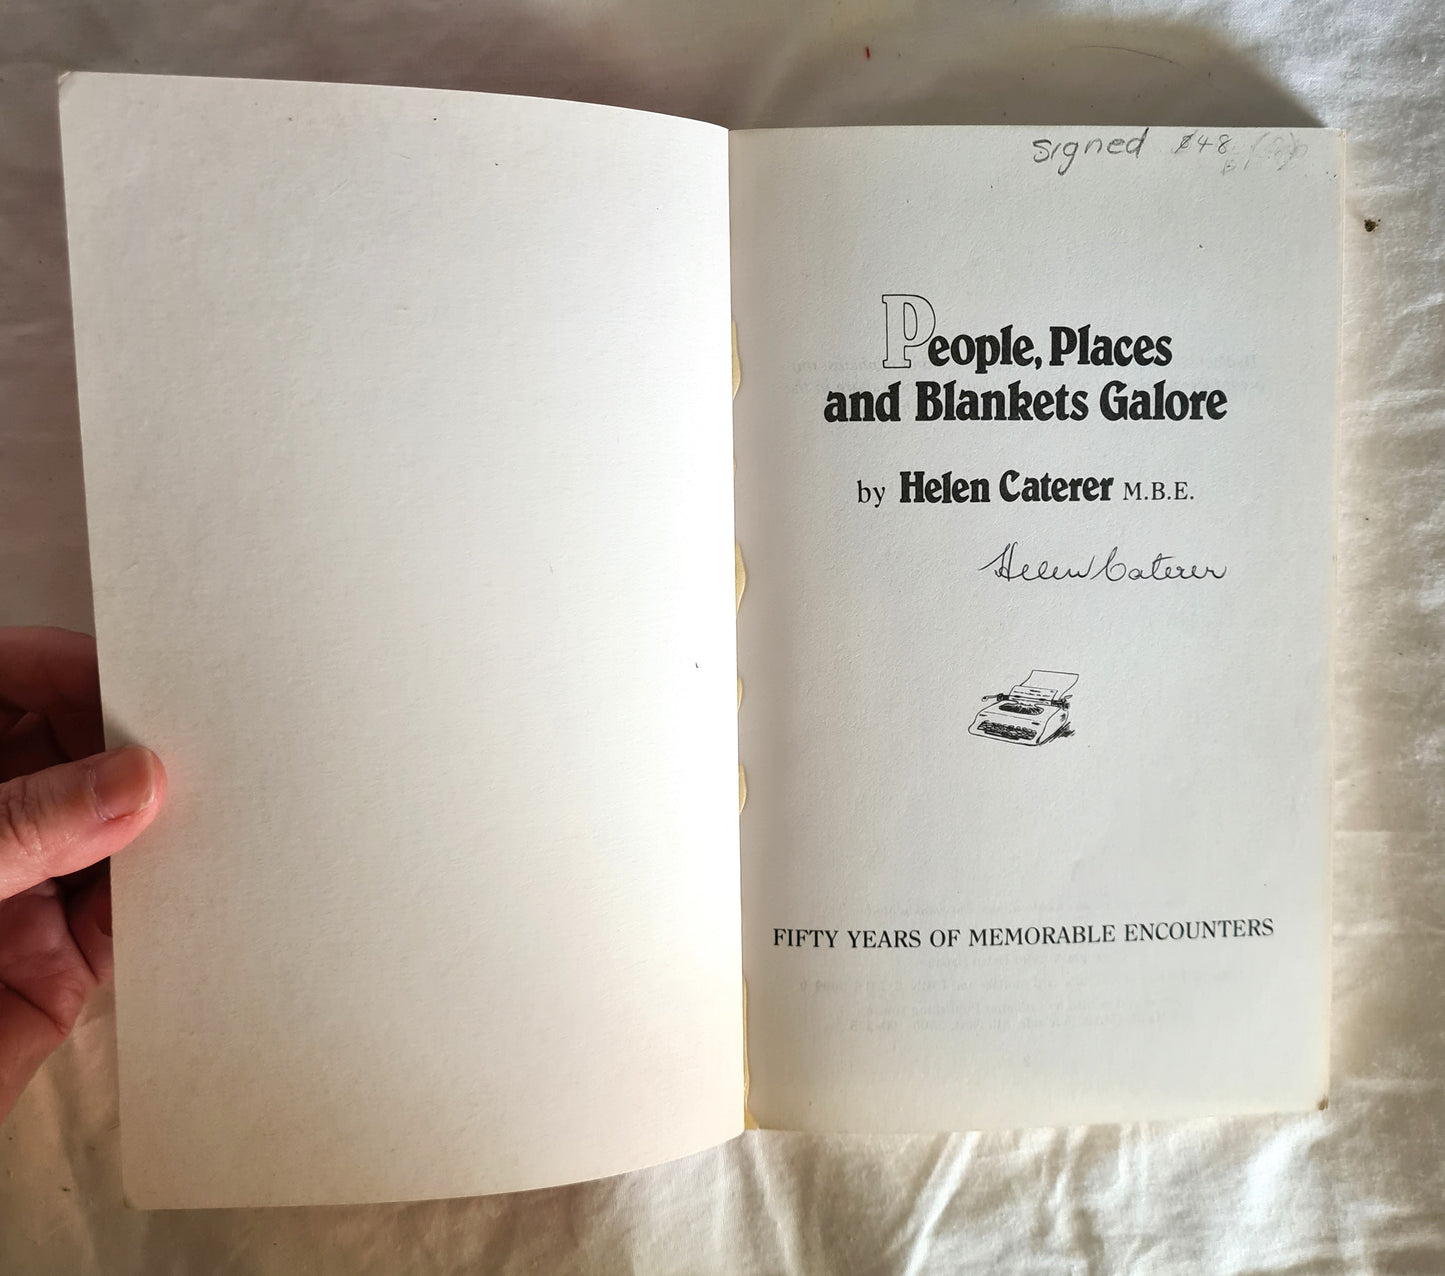 signed $48
People, Places
and Blankets Galore
by Helen Caterer M.B.E.
Helen Caterer
FIFTY YEARS OF MEMORABLE ENCOUNTERS